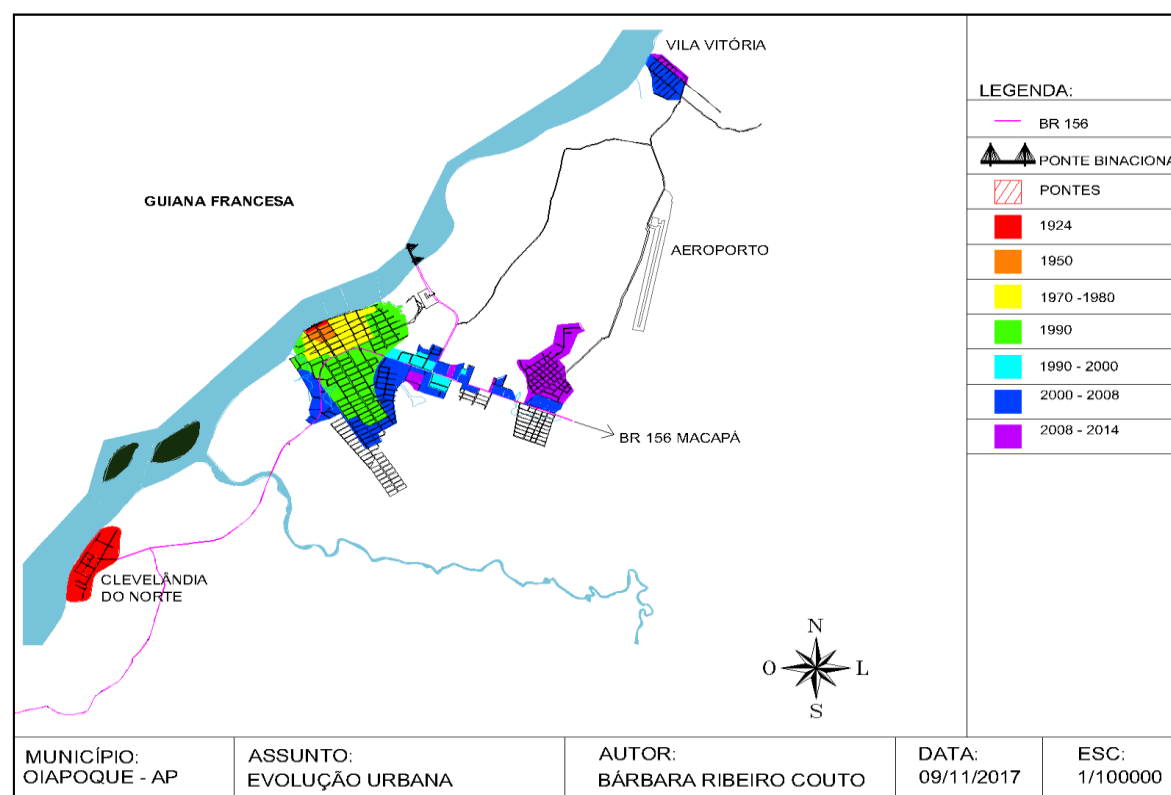 VILA VITÓRIA
GUIANA FRANCESA
AEROPORTO
BR 156 MACAPÁ
CLEVELÂNDIA
DO NORTE
N
O
L
S
LEGENDA:
BR 156
PONTE BINACIONA
PONTES
1924
1950
1970 -1980
1990
1990 - 2000
2000 - 2008
2008 - 2014
MUNICÍPIO:
OIAPOQUE - AP
ASSUNTO:
EVOLUÇÃO URBANA
AUTOR:
BÁRBARA RIBEIRO COUTO
DATA:
09/11/2017
ESC:
1/100000